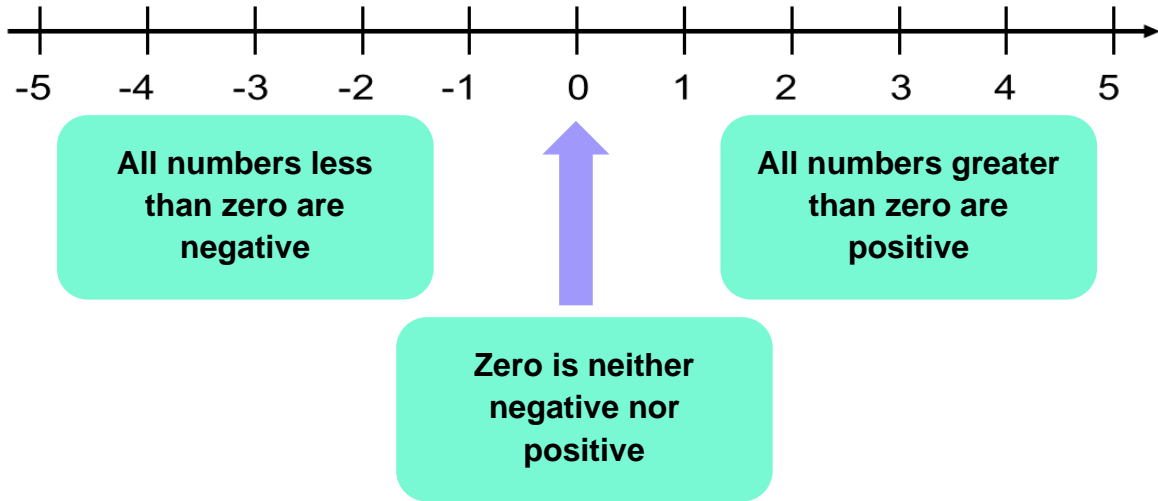 -5 -4 -3 -2 -1 0 1 2 3 4 5
All numbers less
than zero are
negative
All numbers greater
than zero are
positive
Zero is neither
negative nor
positive